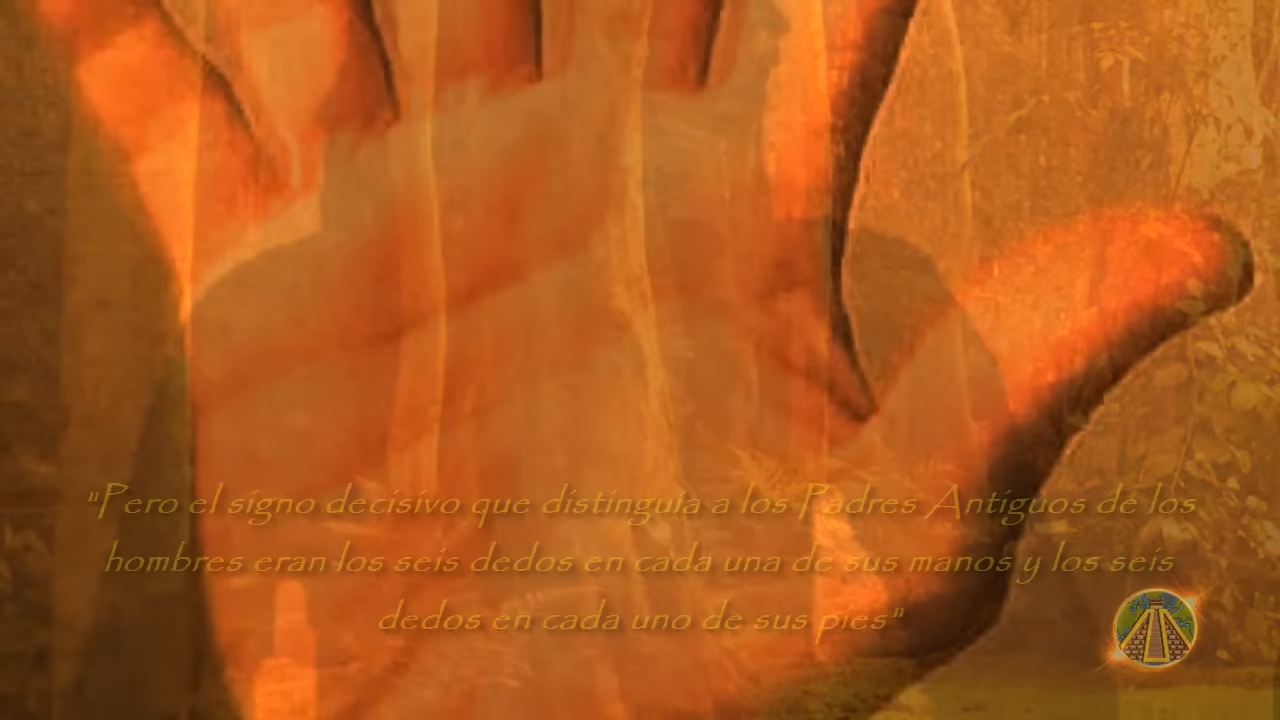 "Pero el signo decisivo que distinguía a los Padres Antiguos de los
hombres eran los seis dedos en cada una de sus manos y los seis
dedos en cada uno de sus pies"